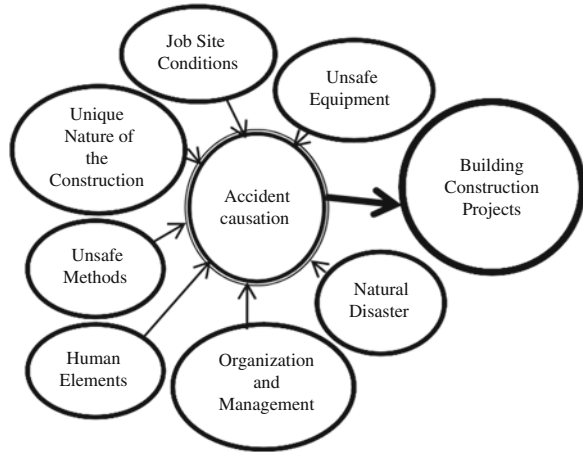 Job Site
Conditions
Unsafe
Equipment
Unique
Nature of
the
Construction
Building
Construction
Projects
Accident
causation
Unsafe
Methods
Natural
Disaster
Human
Elements
Organization
and
Management